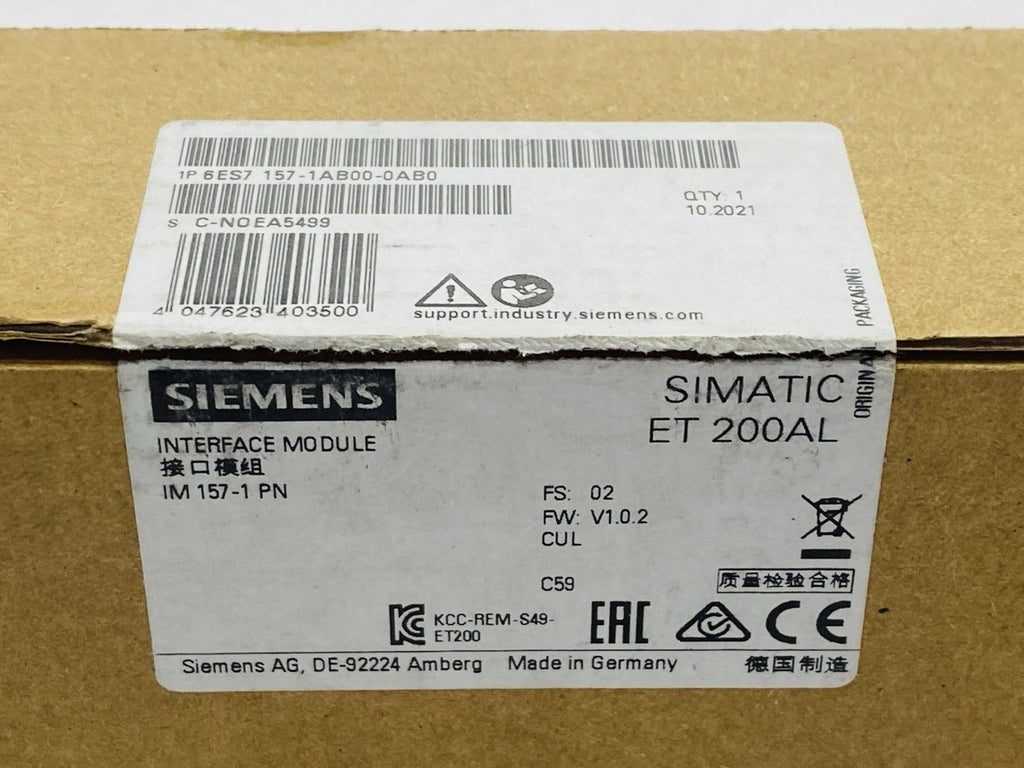 1P 6ES7 157-1AB00-0AB0
QTY: 1
10.2021
S C-N0EA5499
4 047623 403500
support.industry.siemens.com
ORIGINAL PACKAGING
SIEMENS
SIMATIC
ET 200AL
INTERFACE MODULE
接口模组
IM 157-1 PN
FS: 02
FW: V1.0.2
CUL
C59
质量检验合格
KCC-REM-S49-
ET200
EAC
CE
Siemens AG, DE-92224 Amberg Made in Germany 德国制造